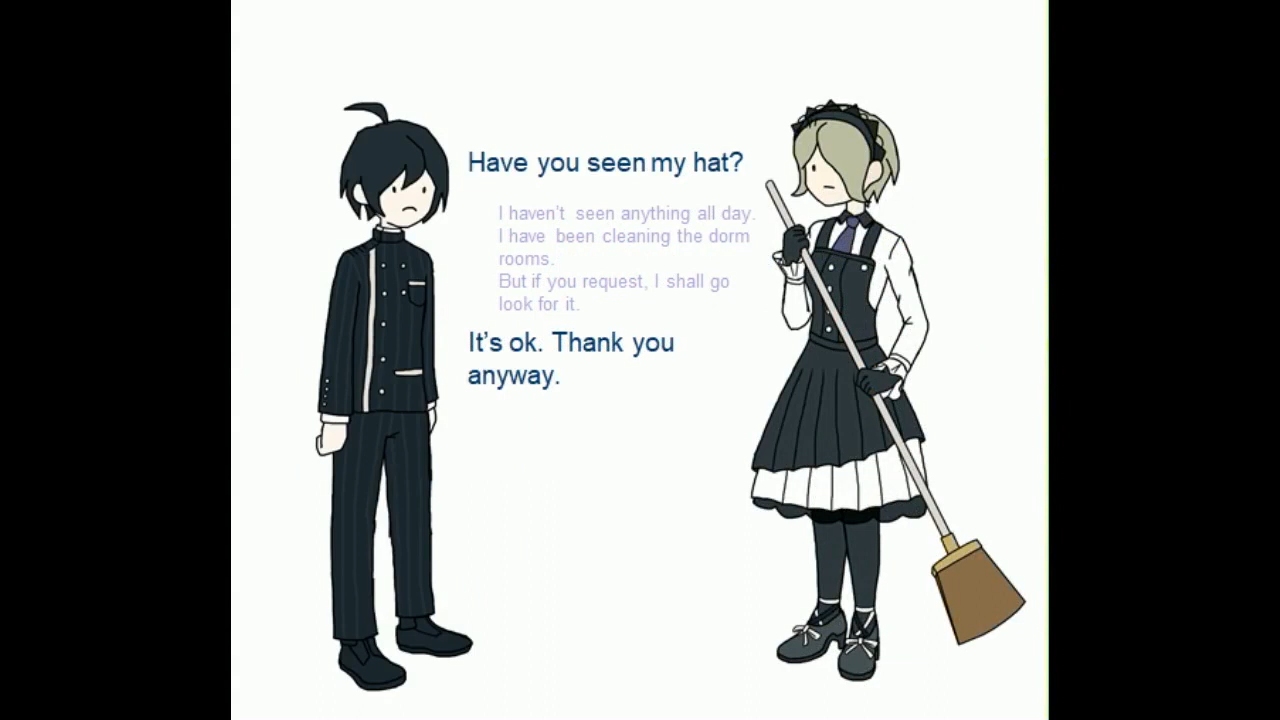 Have you seen my hat?
I haven't seen anything all day.
I have been cleaning the dorm
rooms.
But if you request, I shall go
look for it.
It's ok. Thank you
anyway.